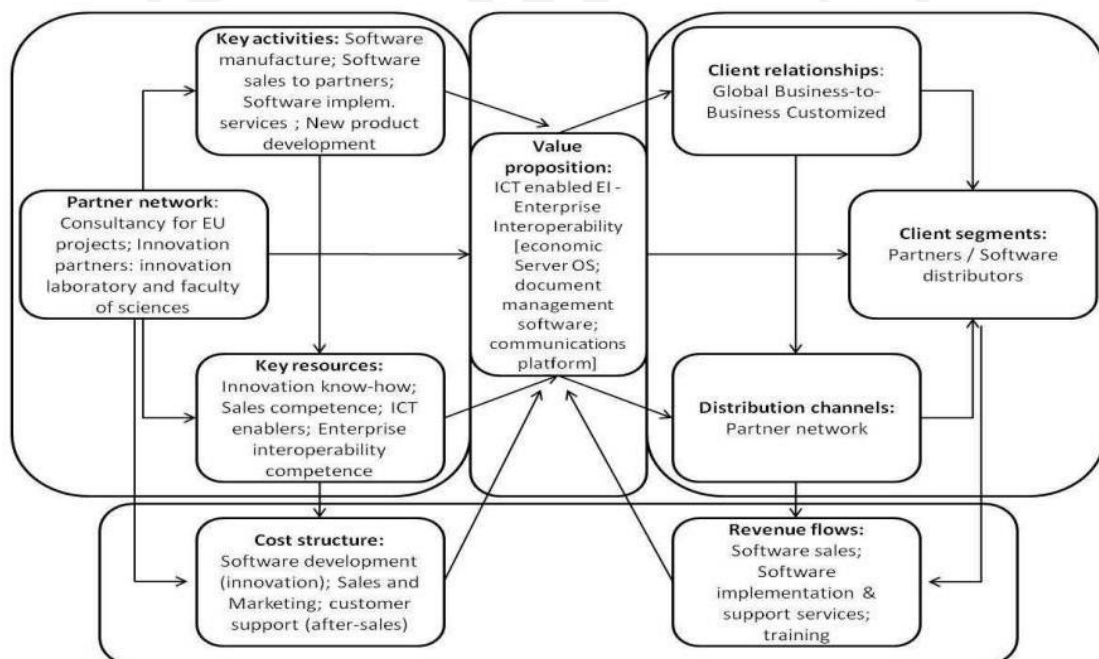 Key activities: Software
manufacture; Software
sales to partners;
Software implem.
services ; New product
development
Partner network:
Consultancy for EU
projects; Innovation
partners: innovation
laboratory and faculty
of sciences
Key resources:
Innovation know-how;
Sales competence; ICT
enablers; Enterprise
interoperability
competence
Cost structure:
Software development
(innovation); Sales and
Marketing; customer
support (after-sales)
Value
proposition:
ICT enabled EI -
Enterprise
Interoperability
[economic
Server OS;
document
management
software;
communications
platform]
Client relationships:
Global Business-to-
Business Customized
Client segments:
Partners / Software
distributors
Distribution channels:
Partner network
Revenue flows:
Software sales;
Software
implementation &
support services;
training